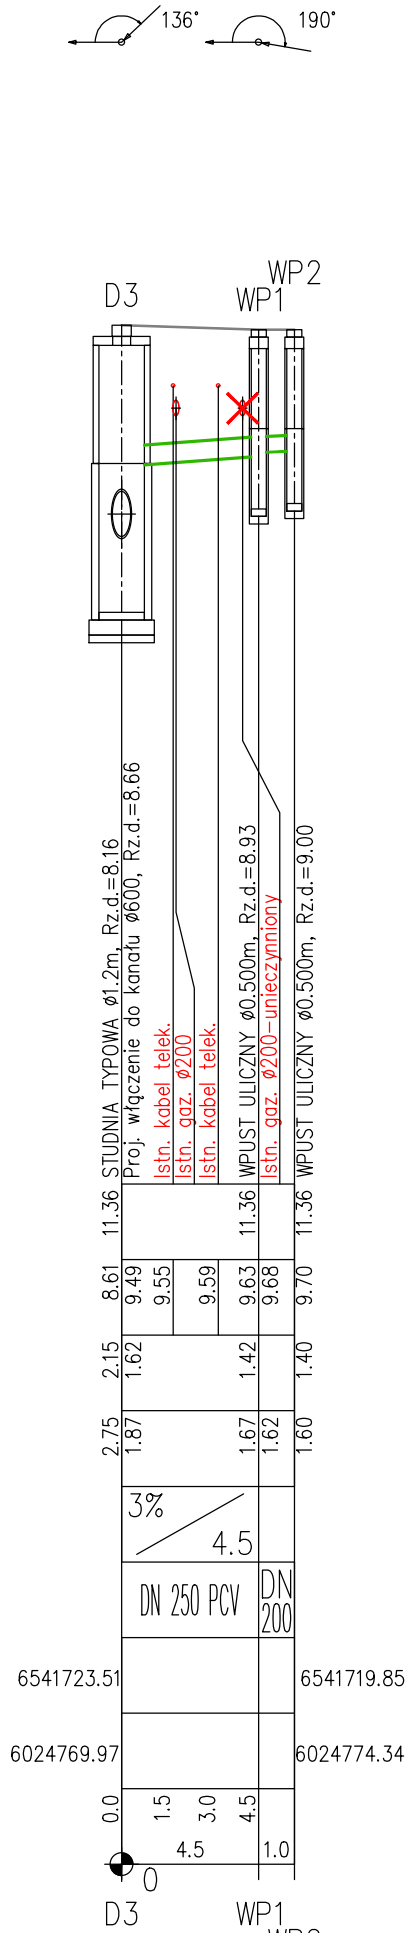 136°
190°
WP2
D3
WP1
STUDNIA TYPOWA ø1.2m, Rz.d.=8.16
Proj. włączenie do kanału ø600, Rz.d.=8.66
Istn. kabel telek.
Istn. gaz. ø200
Istn. kabel telek.
WPUST ULICZNY ø0.500m, Rz.d.=8.93
Istn. gaz. ø200-unieczynniony
WPUST ULICZNY ø0.500m, Rz.d.=9.00
11.36
11.36
11.36
8.61
9.49
9.55
9.59
9.63
9.68
9.70
2.15
1.62
1.42
1.40
2.75
1.87
1.67
1.62
1.60
3%
4.5
DN 250 PCV
DN
200
6541723.51
6541719.85
6024769.97
6024774.34
0.0
1.5
3.0
4.5
4.5
1.0
0
D3
WP1